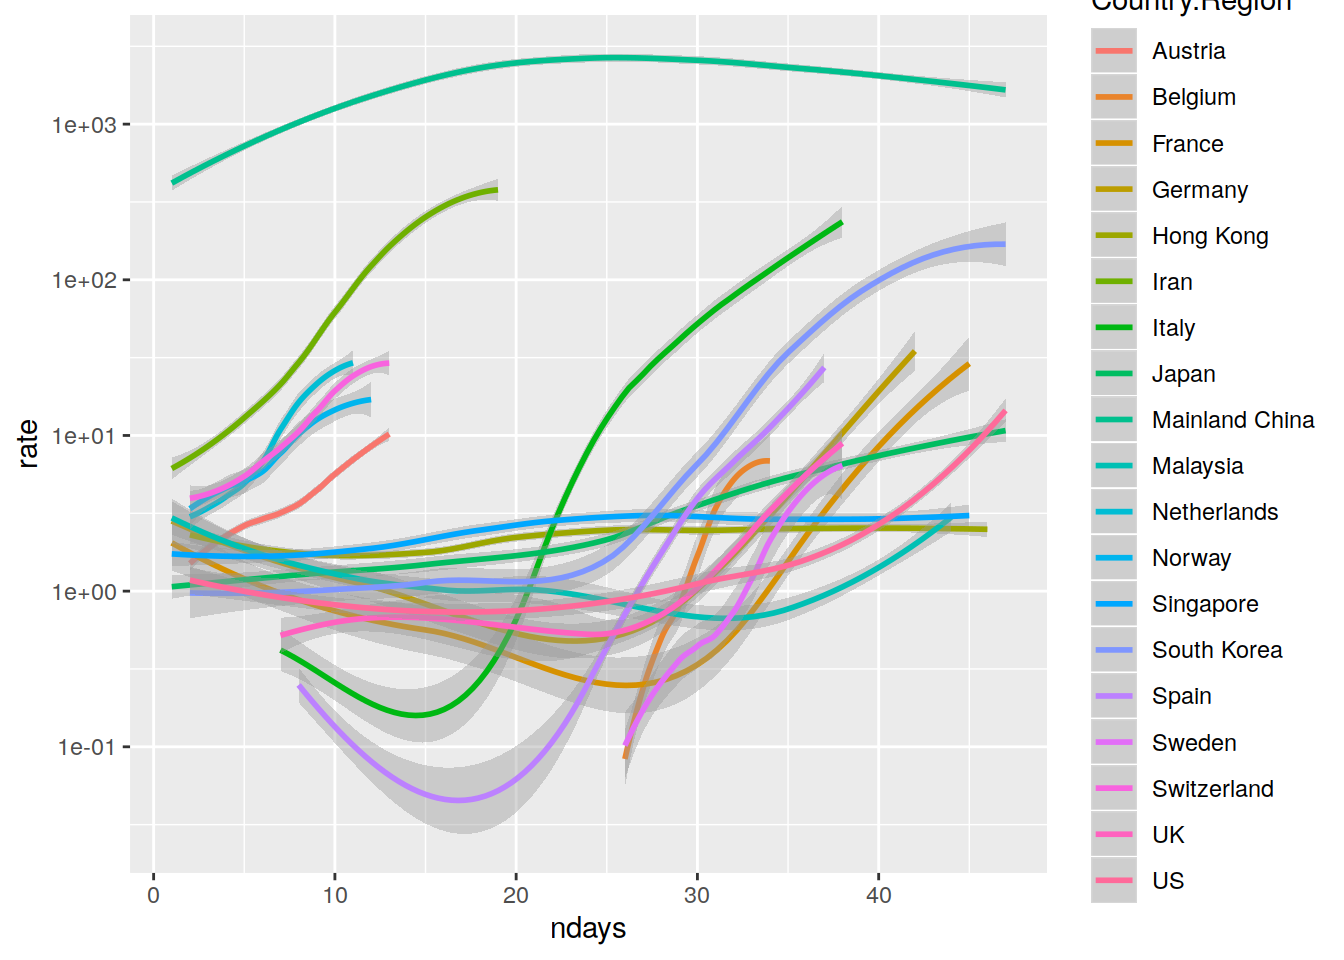 Country.Region
Austria
Belgium
France
Germany
Hong Kong
Iran
Italy
Japan
Mainland China
Malaysia
Netherlands
Norway
Singapore
South Korea
Spain
Sweden
Switzerland
UK
US
1e+03
1e+02
1e+01
1e+00
1e-01
rate
0 10 20 30 40
ndays